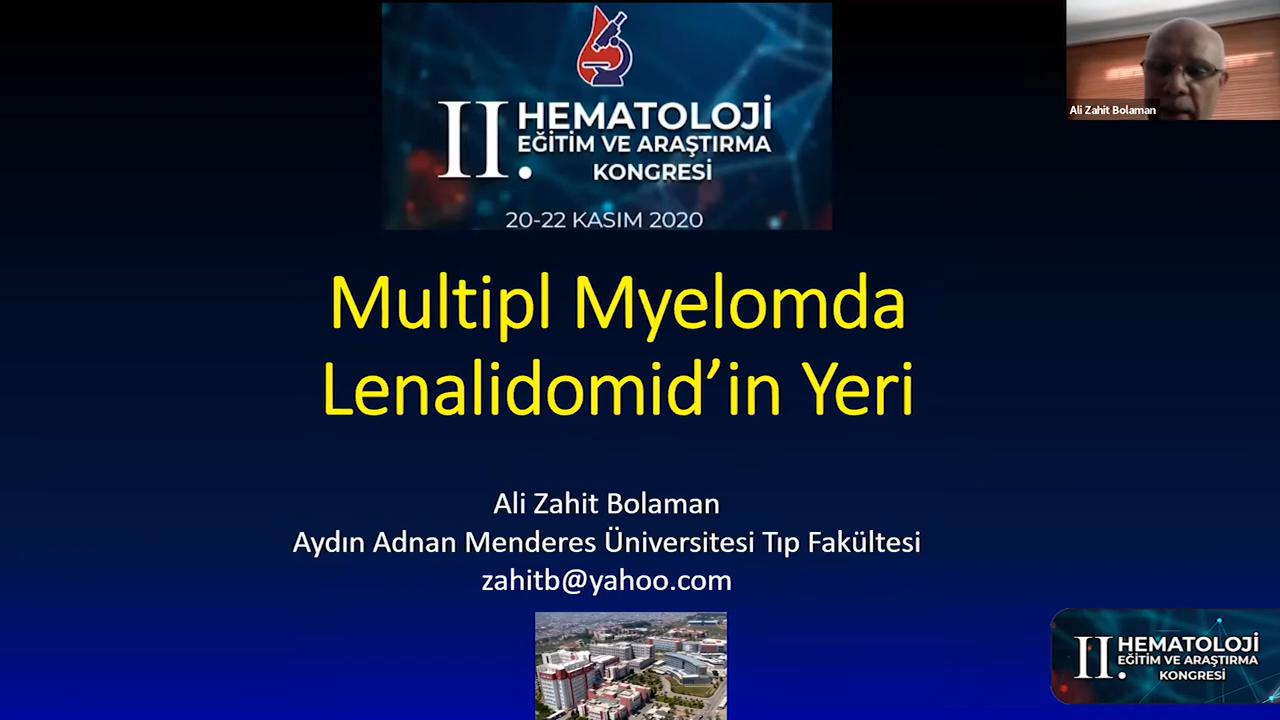 II. HEMATOLOJİ
EĞİTİM VE ARAŞTIRMA
KONGRESİ
20-22 KASIM 2020
Ali Zahit Bolaman
Multipl Myelomda
Lenalidomid’in Yeri
Ali Zahit Bolaman
Aydın Adnan Menderes Üniversitesi Tıp Fakültesi
zahitb@yahoo.com
II. HEMATOLOJİ
EĞİTİM VE ARAŞTIRMA
KONGRESİ